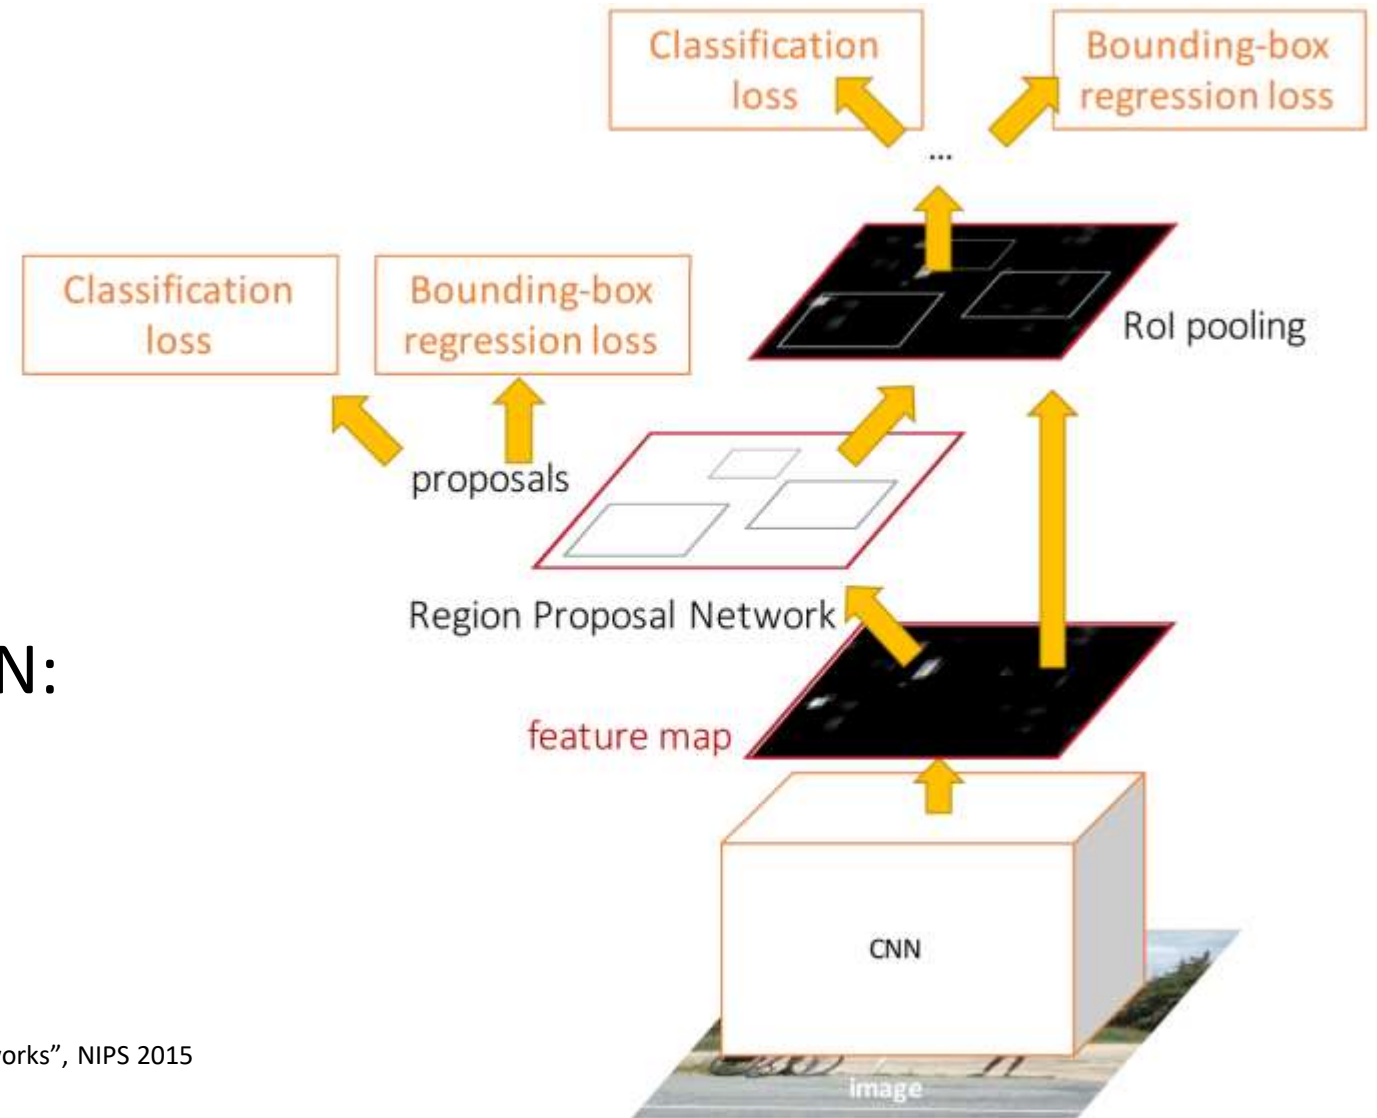 Classification
loss
Bounding-box
regression loss
...
Classification
loss
Bounding-box
regression loss
RoI pooling
proposals
Region Proposal Network
N:
feature map
CNN
orks”, NIPS 2015
image